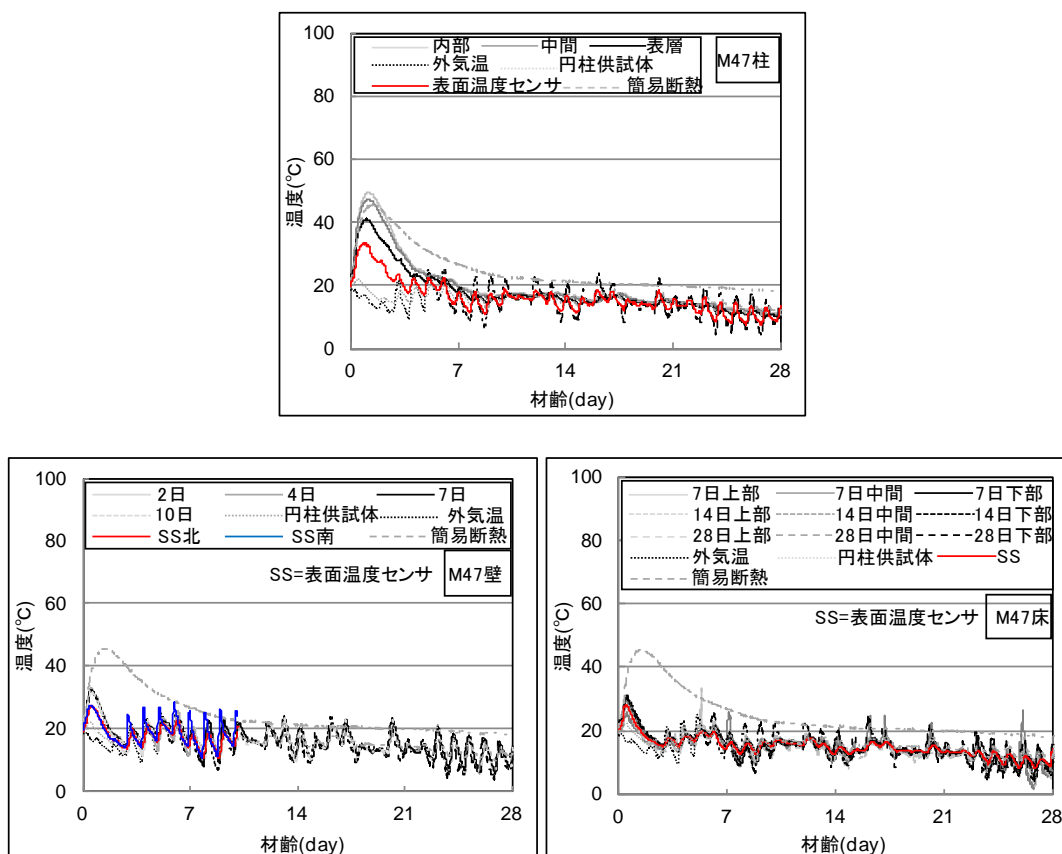 100
80
60
40
20
0
温度(℃)
内部 中間 表層
外気温 円柱供試体
表面温度センサ 簡易断熱
M47柱
0 7 14 21 28
材齢(day)
100
80
60
40
20
0
温度(℃)
2日 4日 7日
10日 円柱供試体 外気温
SS北 SS南 簡易断熱
SS=表面温度センサ M47壁
0 7 14 21 28
材齢(day)
100
80
60
40
20
0
温度(℃)
7日上部 7日中間 7日下部
14日上部 14日中間 14日下部
28日上部 28日中間 28日下部
外気温 円柱供試体 SS
簡易断熱
SS=表面温度センサ M47床
0 7 14 21 28
材齢(day)